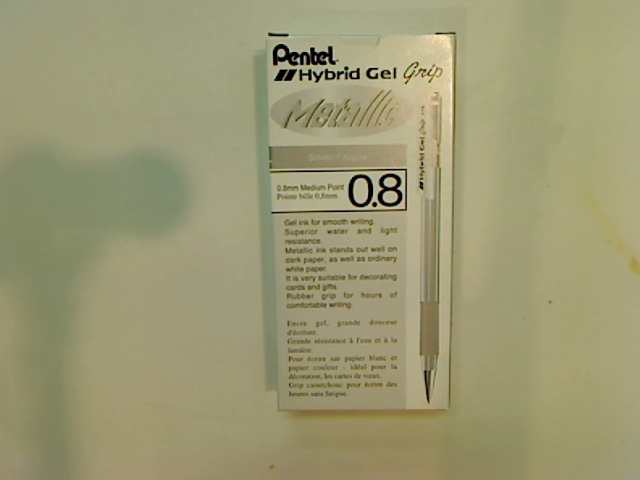 Pentel
Hybrid Gel Grip
Metallic
0.8mm Medium Point
Pointe bille 0,8mm
0.8
Gel ink for smooth writing.
Superior water and light
resistance.
Metallic ink stands out well on
dark paper, as well as ordinary
white paper.
It is very suitable for decorating
cards and gifts.
Rubber grip for hours of
comfortable writing.
Encre gel, grande douceur
d'écriture.
Grande résistance à l'eau et à la
lumière.
Pour écrire sur papier blanc et
papier couleur - idéal pour la
décoration, les cartes de vœux.
Grip caoutchouc pour écrire des
heures sans fatigue.
Hybrid Gel Grip